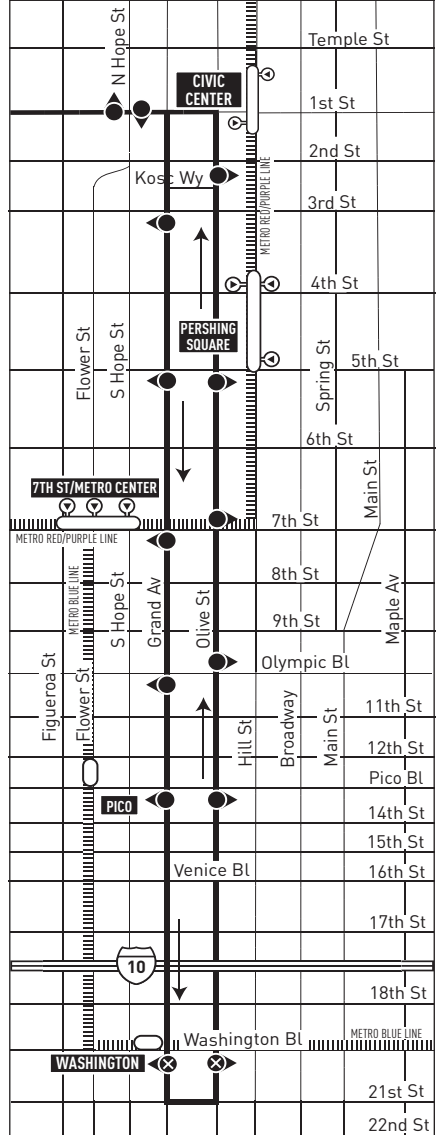 N Hope St
Temple St
CIVIC
CENTER
1st St
2nd St
Kosc Wy
METRO RED/PURPLE LINE
3rd St
4th St
PERSHING
SQUARE
Flower St
S Hope St
Spring St
5th St
6th St
Main St
7TH ST/METRO CENTER
7th St
METRO RED/PURPLE LINE
METRO BLUE LINE
S Hope St
Grand Av
Olive St
8th St
9th St
Maple Av
Olympic Bl
Figueroa St
Flower St
Hill St
Broadway
Main St
11th St
12th St
Pico Bl
PICO
14th St
15th St
Venice Bl
16th St
17th St
10
18th St
Washington Bl
METRO BLUE LINE
WASHINGTON
21st St
22nd St